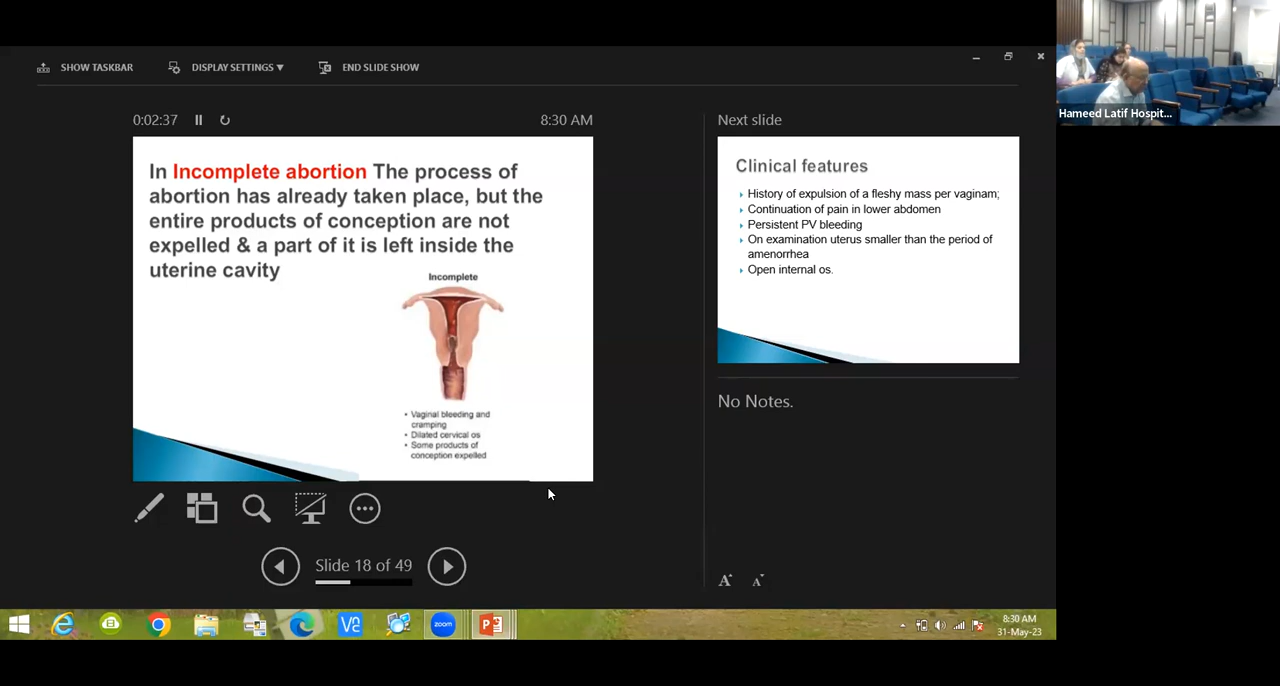 SHOW TASKBAR
DISPLAY SETTINGS ▼
END SLIDE SHOW
0:02:37
8:30 AM
In Incomplete abortion The process of
abortion has already taken place, but the
entire products of conception are not
expelled & a part of it is left inside the
uterine cavity
Incomplete
• Vaginal bleeding and
cramping
• Dilated cervical os
• Some products of
conception expelled
Slide 18 of 49
Next slide
Clinical features
History of expulsion of a fleshy mass per vaginam;
Continuation of pain in lower abdomen
Persistent PV bleeding
On examination uterus smaller than the period of
amenorrhea
Open internal os.
No Notes.
A A
Hameed Latif Hospit...
zoom
8:30 AM
31-May-23